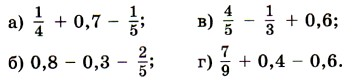 а) 1/4 + 0,7 − 1/5; в) 4/5 − 1/3 + 0,6;
б) 0,8 − 0,3 − 2/5; г) 7/9 + 0,4 − 0,6.